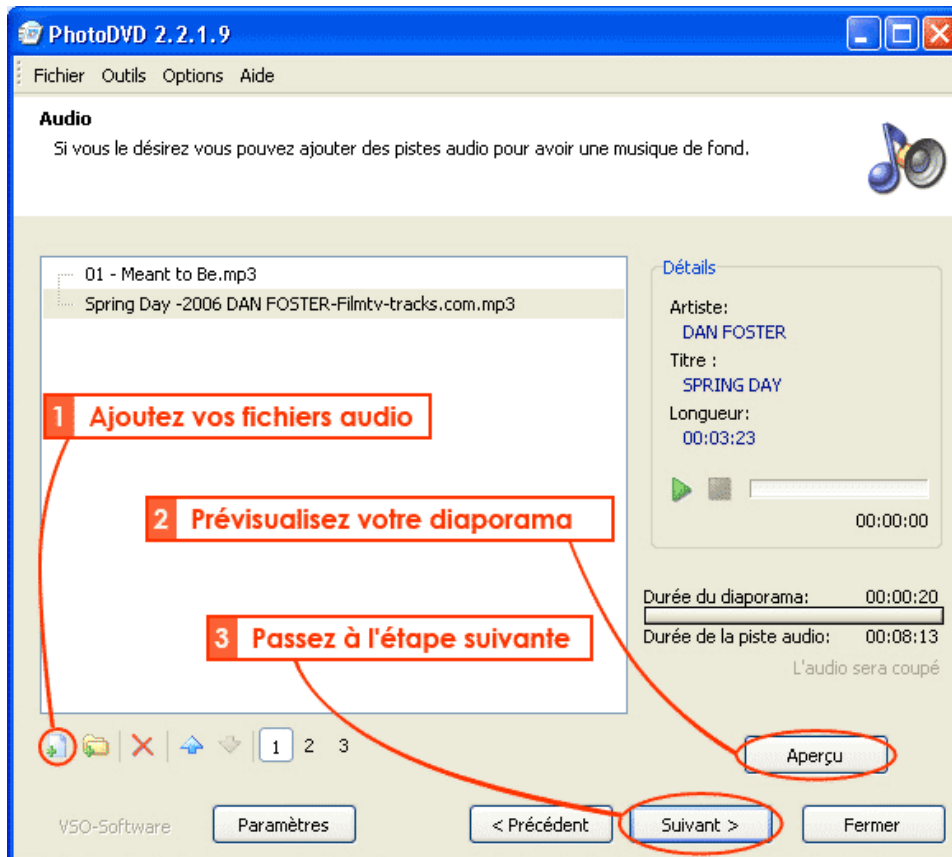 PhotoDVD 2.2.1.9
Fichier Outils Options Aide
Audio
Si vous le désirez vous pouvez ajouter des pistes audio pour avoir une musique de fond.
01 - Meant to Be.mp3
Spring Day -2006 DAN FOSTER-Filmtv-tracks.com.mp3
Détails
Artiste:
DAN FOSTER
Titre :
SPRING DAY
Longueur:
00:03:23
00:00:00
1 Ajoutez vos fichiers audio
2 Prévisualisez votre diaporama
3 Passez à l'étape suivante
Durée du diaporama: 00:00:20
Durée de la piste audio: 00:08:13
L'audio sera coupé
1 2 3
Aperçu
VSO-Software
Paramètres
< Précédent
Suivant >
Fermer